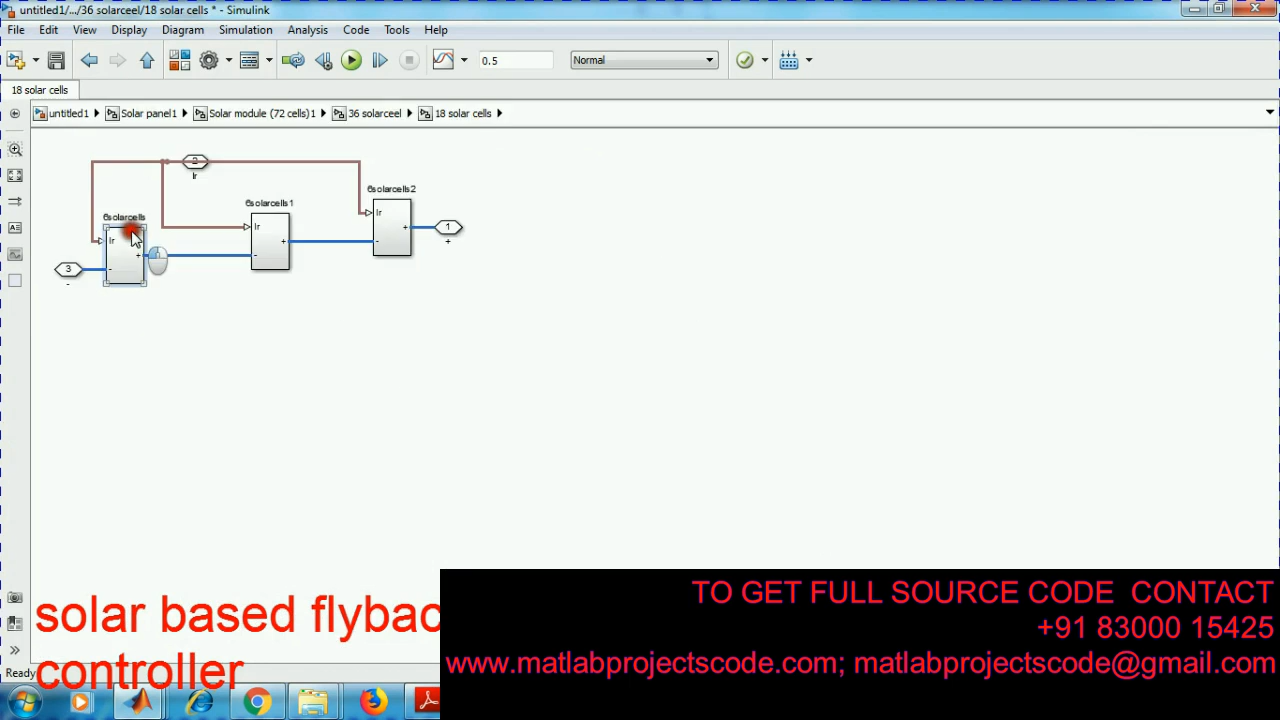 untitled1/.../36 solarceel/18 solar cells * - Simulink
File Edit View Display Diagram Simulation Analysis Code Tools Help
0.5 Normal
18 solar cells
untitled1 Solar panel1 Solar module (72 cells)1 36 solarceel 18 solar cells
2
Ir
6solarcells2
6solarcells1
Ir
6solarcells
Ir
+
1
Ir
+
-
+
+
-
-
3
-
solar based flybac
controller
TO GET FULL SOURCE CODE CONTACT
+91 83000 15425
www.matlabprojectscode.com; matlabprojectscode@gmail.com
Ready